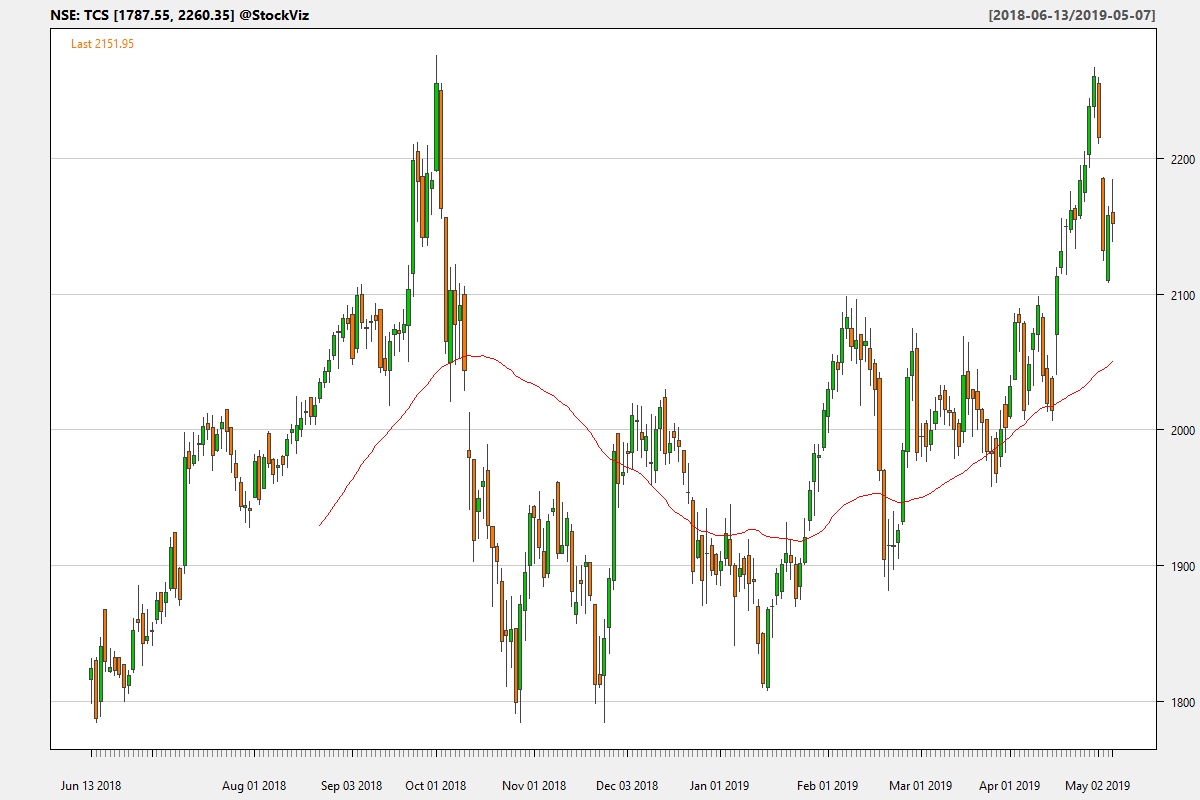 NSE: TCS [1787.55, 2260.35] @StockViz
[2018-06-13/2019-05-07]
Last 2151.95
2200
2100
2000
1900
1800
Jun 13 2018
Aug 01 2018
Sep 03 2018
Oct 01 2018
Nov 01 2018
Dec 03 2018
Jan 01 2019
Feb 01 2019
Mar 01 2019
Apr 01 2019
May 02 2019